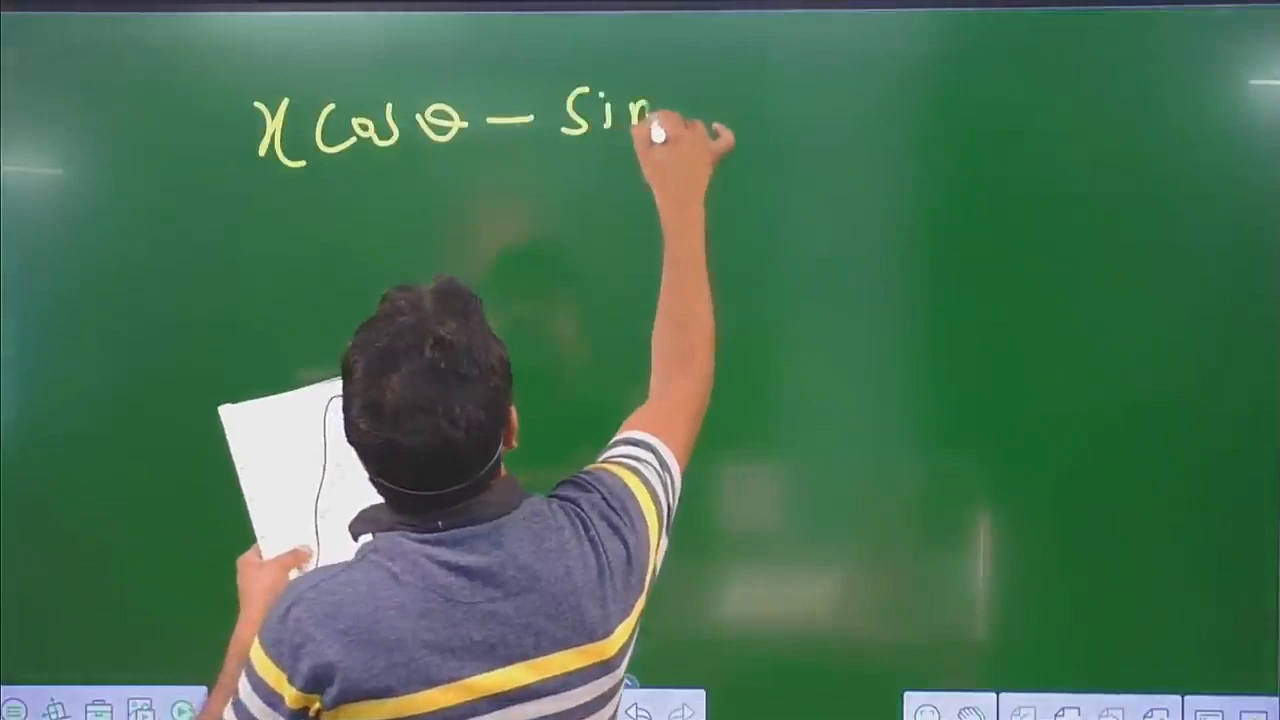 x Cos θ – Sin